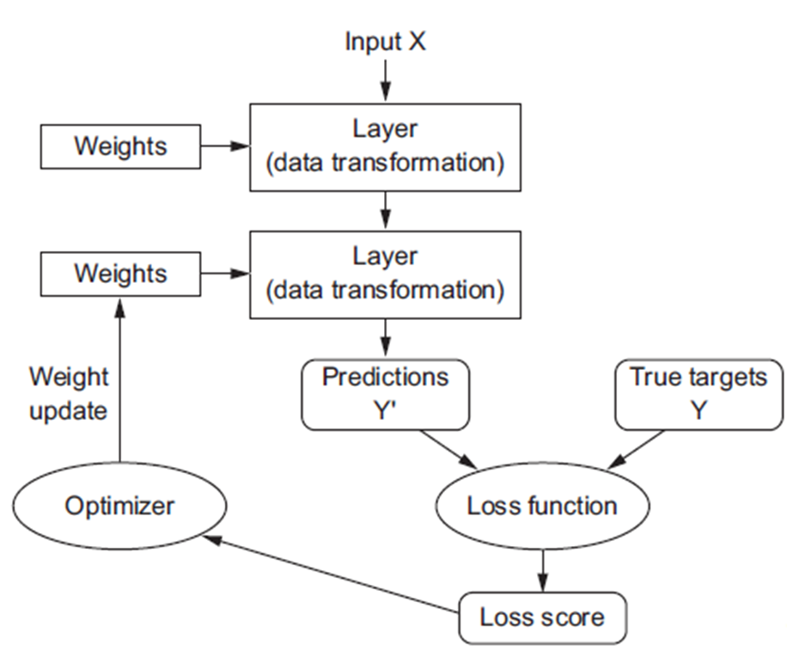 Input X
Weights
Layer
(data transformation)
Weights
Layer
(data transformation)
Weight
update
Predictions
Y'
True targets
Y
Optimizer
Loss function
Loss score